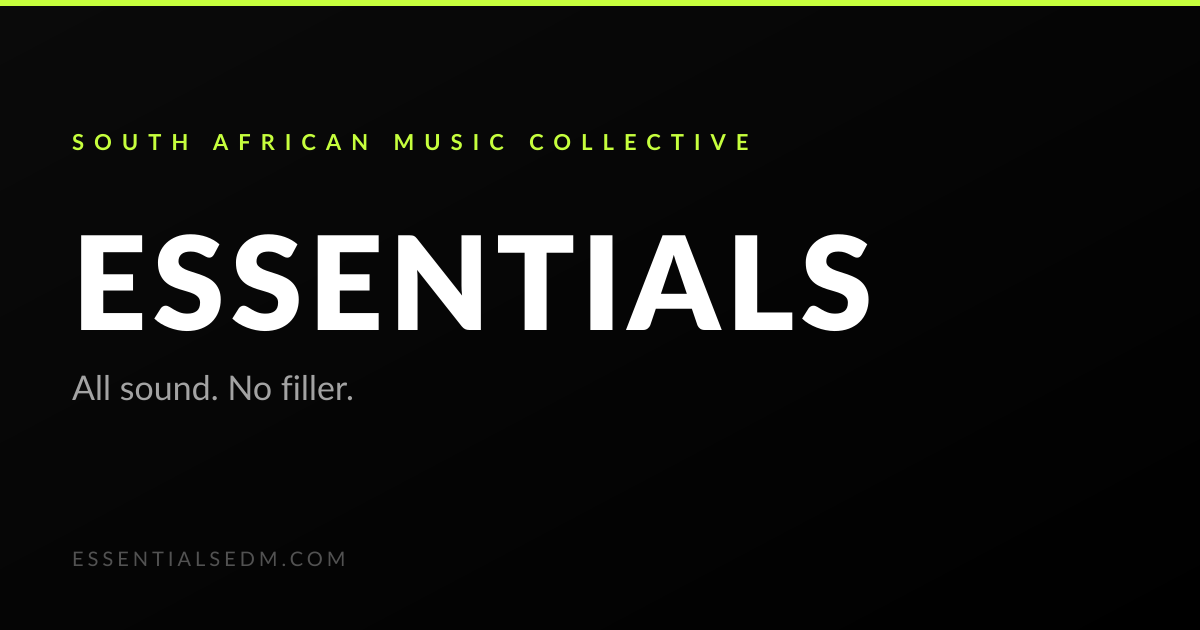 SOUTH AFRICAN MUSIC COLLECTIVE
ESSENTIALS
All sound. No filler.
ESSENTIALSEDM.COM